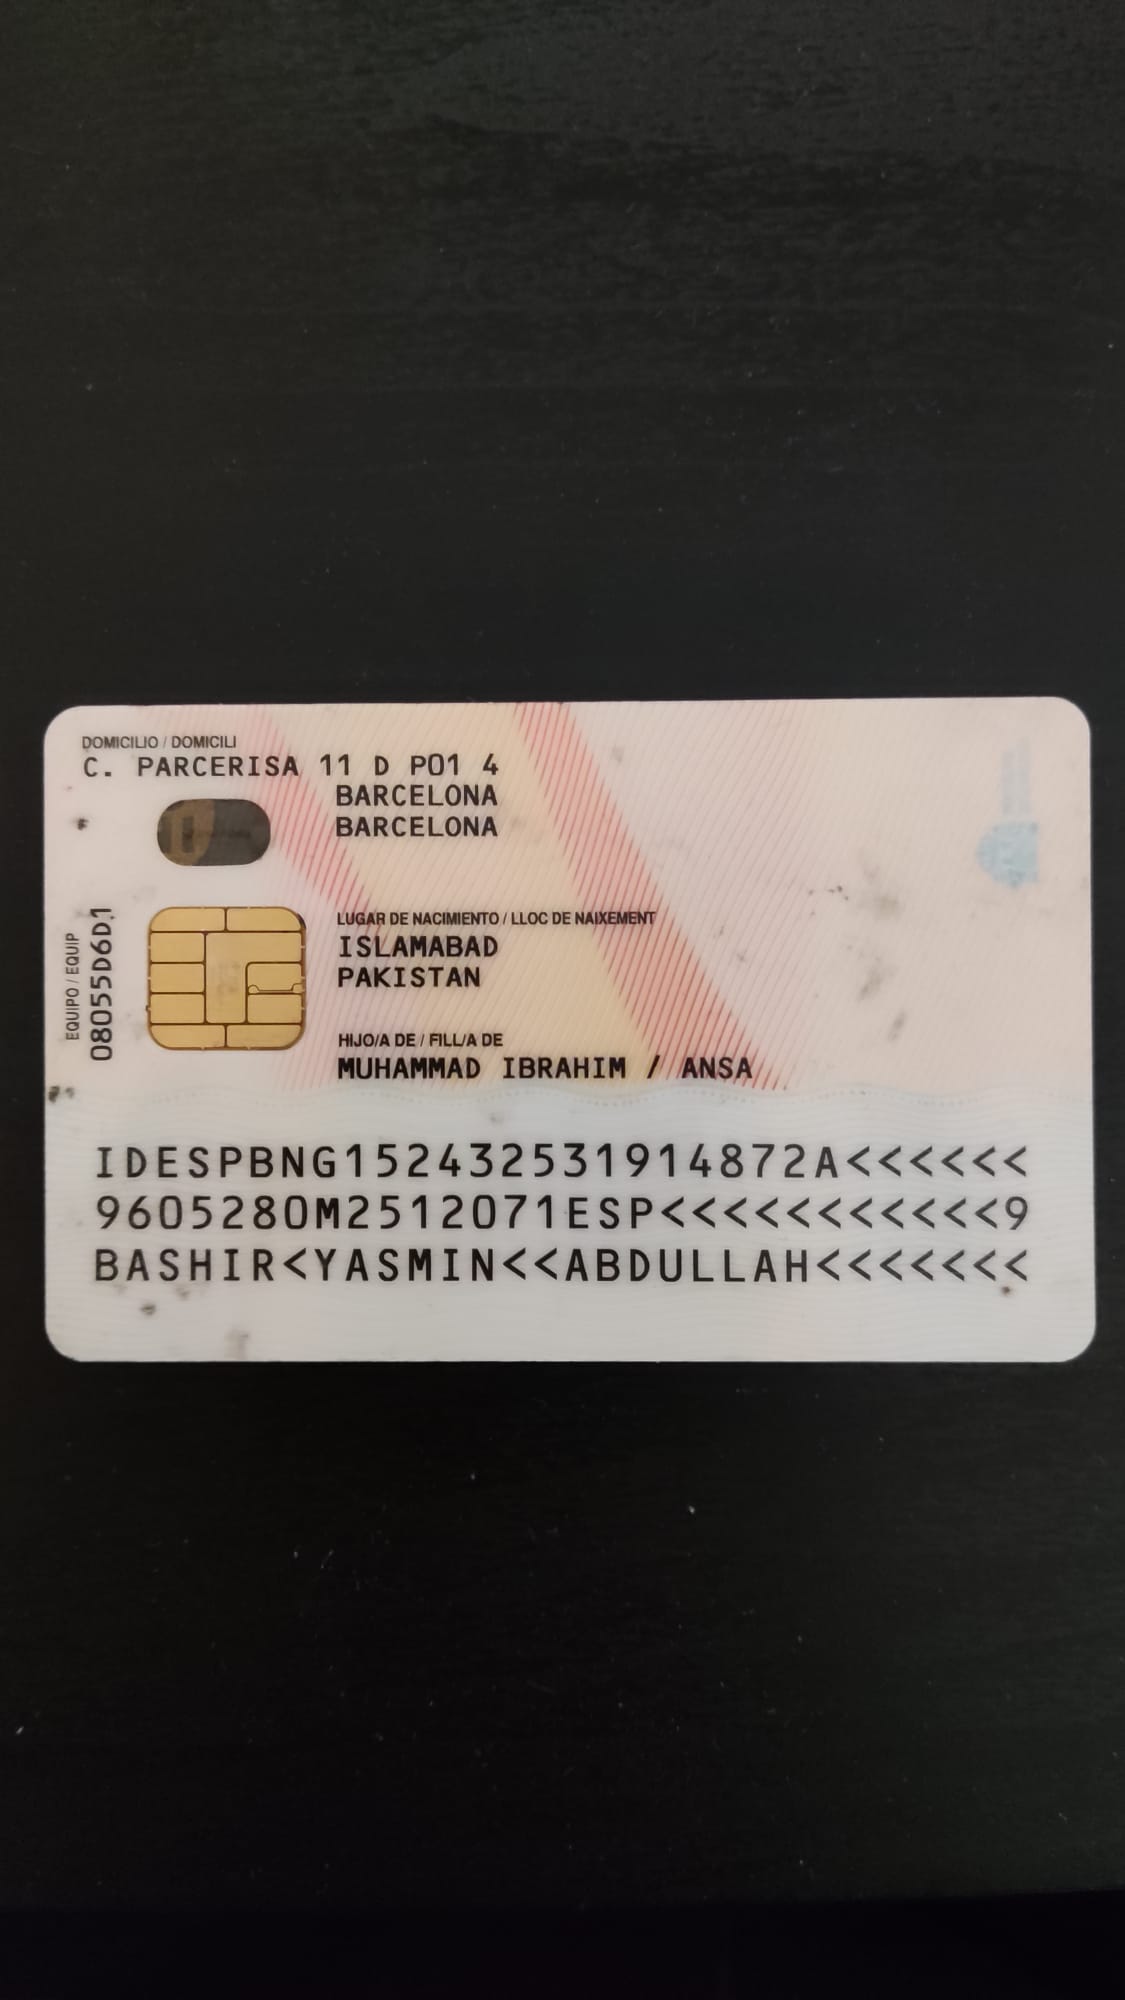 DOMICILIO / DOMICILI
C. PARCERISA 11 D P01 4
BARCELONA
BARCELONA
EQUIPO / EQUIP
08055D6D1
LUGAR DE NACIMIENTO / LLOC DE NAIXEMENT
ISLAMABAD
PAKISTAN
HIJO/A DE / FILL/A DE
MUHAMMAD IBRAHIM / ANSA
IDESPBNG152432531914872A<<<<<<
9605280M2512071ESP<<<<<<<<<<<9
BASHIR<YASMIN<<ABDULLAH<<<<<<<